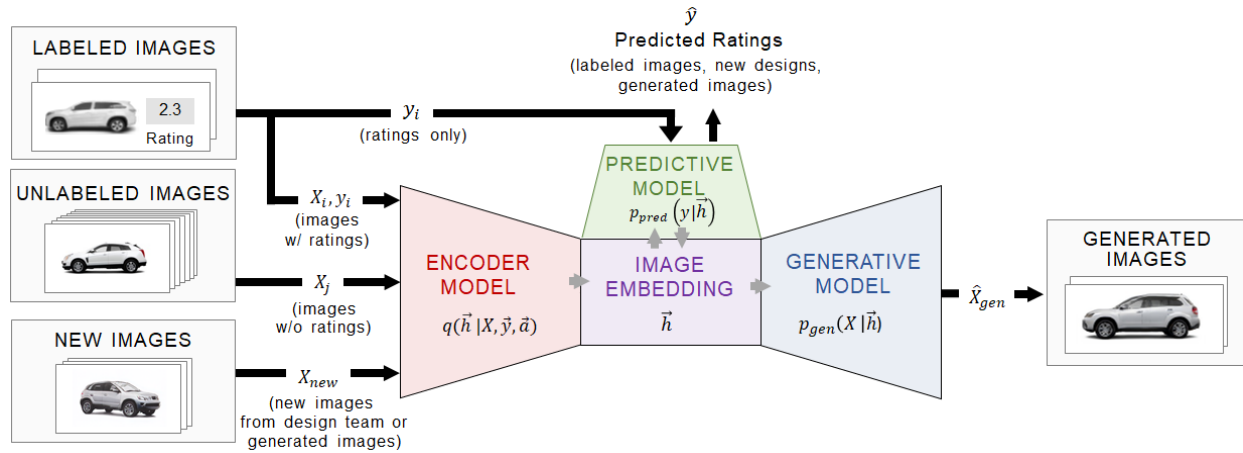 LABELED IMAGES
2.3
Rating
UNLABELED IMAGES
NEW IMAGES
y_i
(ratings only)
X_i, y_i
(images
w/ ratings)
X_j
(images
w/o ratings)
X_new
(new images
from design team or
generated images)
ŷ
Predicted Ratings
(labeled images, new designs,
generated images)
PREDICTIVE
MODEL
p_pred (y|h⃗)
ENCODER
MODEL
q(h⃗ |X, y⃗, a⃗)
IMAGE
EMBEDDING
h⃗
GENERATIVE
MODEL
p_gen(X |h⃗)
X̂_gen
GENERATED
IMAGES